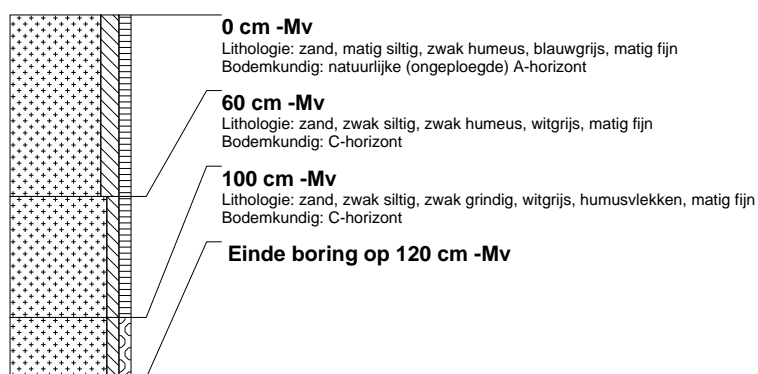 0 cm -Mv
Lithologie: zand, matig siltig, zwak humeus, blauwgrijs, matig fijn
Bodemkundig: natuurlijke (ongeploegde) A-horizont
60 cm -Mv
Lithologie: zand, zwak siltig, zwak humeus, witgrijs, matig fijn
Bodemkundig: C-horizont
100 cm -Mv
Lithologie: zand, zwak siltig, zwak grindig, witgrijs, humusvlekken, matig fijn
Bodemkundig: C-horizont
Einde boring op 120 cm -Mv